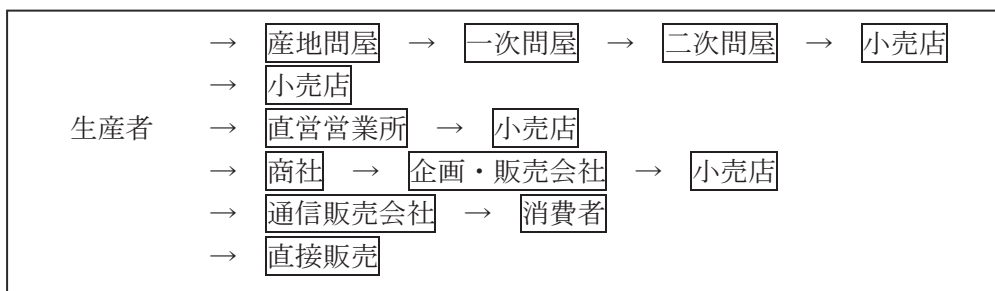 → 産地問屋 → 一次問屋 → 二次問屋 → 小売店
→ 小売店
生産者 → 直営営業所 → 小売店
→ 商社 → 企画・販売会社 → 小売店
→ 通信販売会社 → 消費者
→ 直接販売